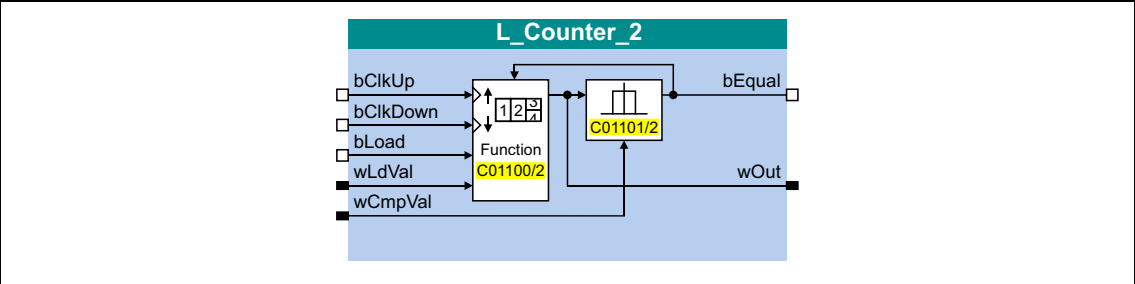 L_Counter_2
bClkUp
bClkDown
bLoad
wLdVal
wCmpVal
1 2 3 4
Function
C01100/2
C01101/2
bEqual
wOut